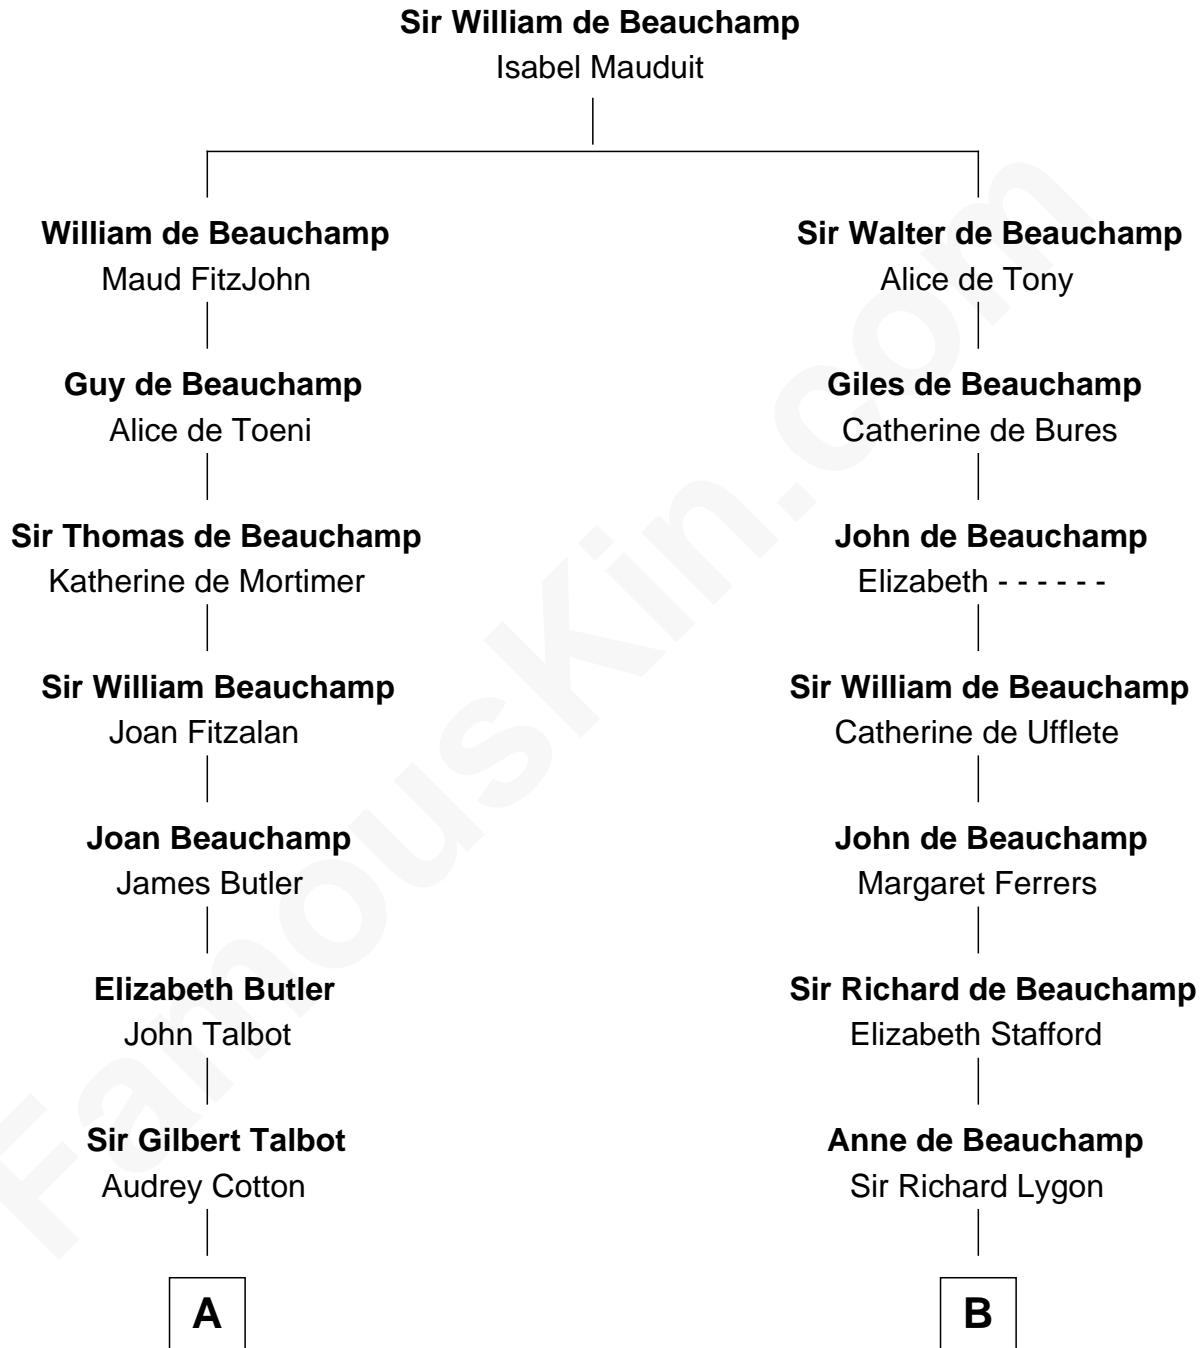 Sir William de Beauchamp
Isabel Mauduit
William de Beauchamp
Maud FitzJohn
Sir Walter de Beauchamp
Alice de Tony
Guy de Beauchamp
Alice de Toeni
Giles de Beauchamp
Catherine de Bures
Sir Thomas de Beauchamp
Katherine de Mortimer
John de Beauchamp
Elizabeth - - - - - -
Sir William Beauchamp
Joan Fitzalan
Sir William de Beauchamp
Catherine de Ufflete
Joan Beauchamp
James Butler
John de Beauchamp
Margaret Ferrers
Elizabeth Butler
John Talbot
Sir Richard de Beauchamp
Elizabeth Stafford
Sir Gilbert Talbot
Audrey Cotton
Anne de Beauchamp
Sir Richard Lygon
A
B
FamousKin.com